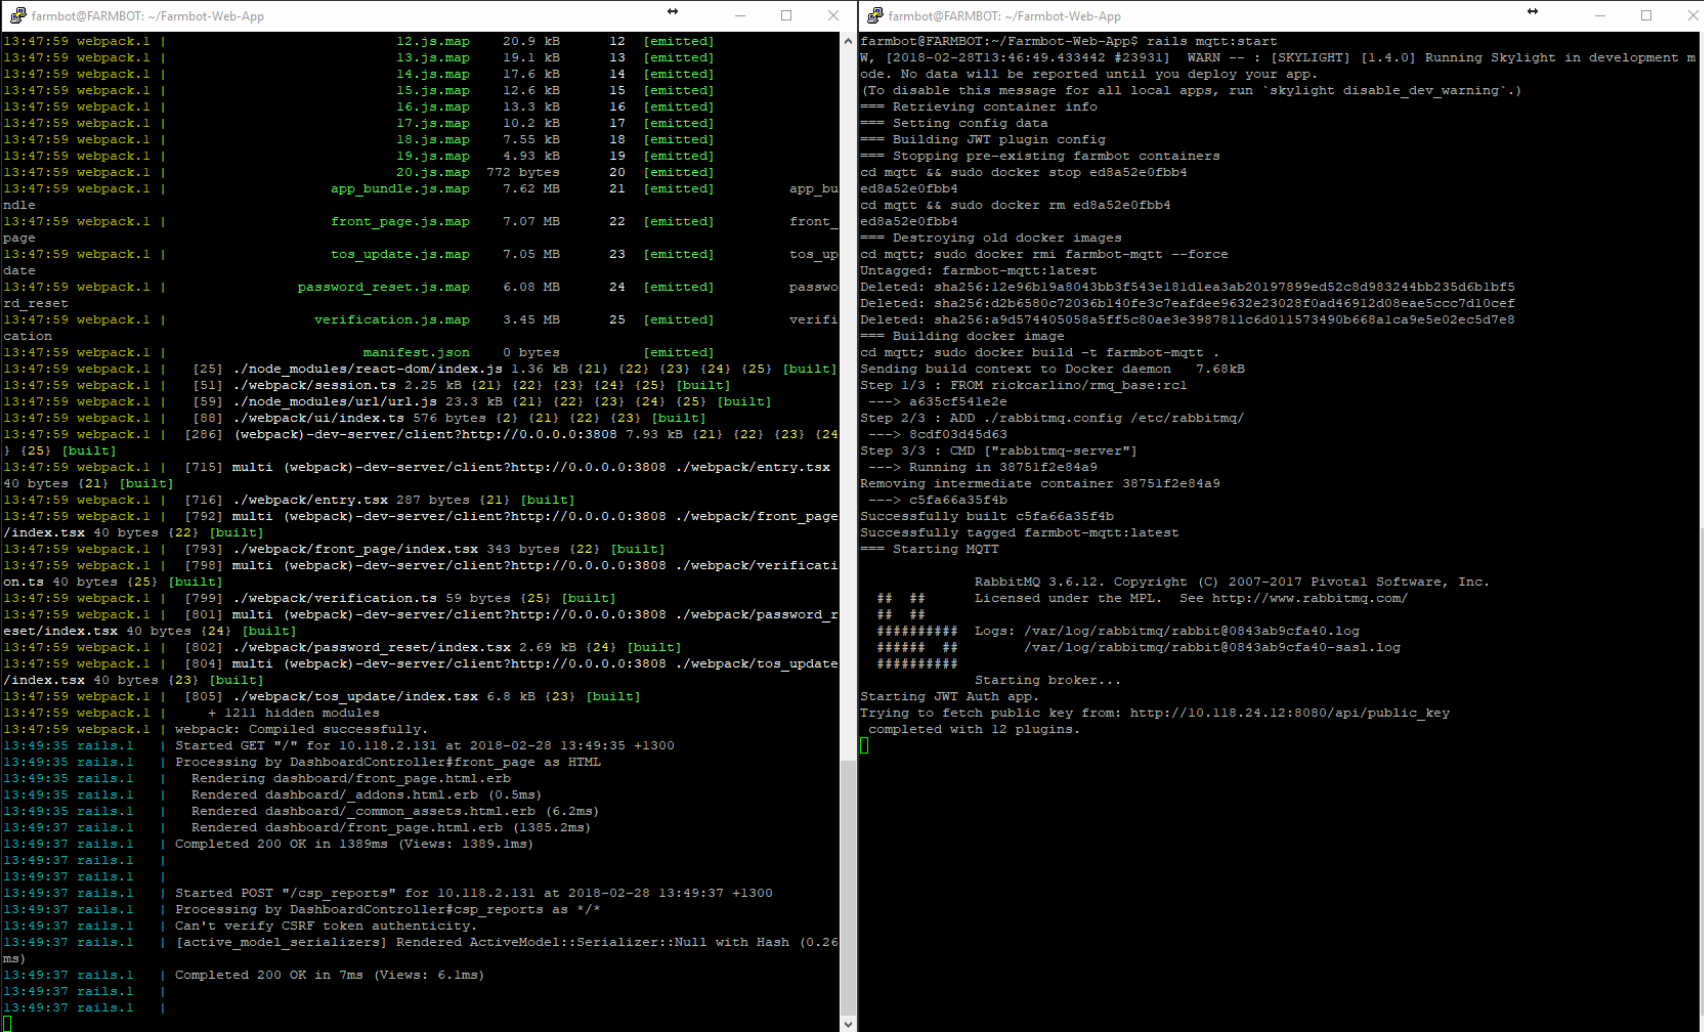 farmbot@FARMBOT: ~/Farmbot-Web-App
13:47:59 webpack.1 | 12.js.map 20.9 kB 12 [emitted]
13:47:59 webpack.1 | 13.js.map 19.1 kB 13 [emitted]
13:47:59 webpack.1 | 14.js.map 17.6 kB 14 [emitted]
13:47:59 webpack.1 | 15.js.map 12.6 kB 15 [emitted]
13:47:59 webpack.1 | 16.js.map 13.3 kB 16 [emitted]
13:47:59 webpack.1 | 17.js.map 10.2 kB 17 [emitted]
13:47:59 webpack.1 | 18.js.map 7.55 kB 18 [emitted]
13:47:59 webpack.1 | 19.js.map 4.93 kB 19 [emitted]
13:47:59 webpack.1 | 20.js.map 772 bytes 20 [emitted]
13:47:59 webpack.1 | app_bundle.js.map 7.62 MB 21 [emitted] app_bu
ndle
13:47:59 webpack.1 | front_page.js.map 7.07 MB 22 [emitted] front_
page
13:47:59 webpack.1 | tos_update.js.map 7.05 MB 23 [emitted] tos_up
date
13:47:59 webpack.1 | password_reset.js.map 6.08 MB 24 [emitted] passwo
rd_reset
13:47:59 webpack.1 | verification.js.map 3.45 MB 25 [emitted] verifi
cation
13:47:59 webpack.1 | manifest.json 0 bytes [emitted]
13:47:59 webpack.1 | [25] ./node_modules/react-dom/index.js 1.36 kB {21} {22} {23} {24} {25} [built]
13:47:59 webpack.1 | [51] ./webpack/session.ts 2.25 kB {21} {22} {23} {24} {25} [built]
13:47:59 webpack.1 | [59] ./node_modules/url/url.js 23.3 kB {21} {22} {23} {24} {25} [built]
13:47:59 webpack.1 | [88] ./webpack/ui/index.ts 576 bytes {2} {21} {22} {23} [built]
13:47:59 webpack.1 | [286] (webpack)-dev-server/client?http://0.0.0.0:3808 7.93 kB {21} {22} {23} {24
} {25} [built]
13:47:59 webpack.1 | [715] multi (webpack)-dev-server/client?http://0.0.0.0:3808 ./webpack/entry.tsx
40 bytes {21} [built]
13:47:59 webpack.1 | [716] ./webpack/entry.tsx 287 bytes {21} [built]
13:47:59 webpack.1 | [792] multi (webpack)-dev-server/client?http://0.0.0.0:3808 ./webpack/front_page
/index.tsx 40 bytes {22} [built]
13:47:59 webpack.1 | [793] ./webpack/front_page/index.tsx 343 bytes {22} [built]
13:47:59 webpack.1 | [798] multi (webpack)-dev-server/client?http://0.0.0.0:3808 ./webpack/verificati
on.ts 40 bytes {25} [built]
13:47:59 webpack.1 | [799] ./webpack/verification.ts 59 bytes {25} [built]
13:47:59 webpack.1 | [801] multi (webpack)-dev-server/client?http://0.0.0.0:3808 ./webpack/password_r
eset/index.tsx 40 bytes {24} [built]
13:47:59 webpack.1 | [802] ./webpack/password_reset/index.tsx 2.69 kB {24} [built]
13:47:59 webpack.1 | [804] multi (webpack)-dev-server/client?http://0.0.0.0:3808 ./webpack/tos_update
/index.tsx 40 bytes {23} [built]
13:47:59 webpack.1 | [805] ./webpack/tos_update/index.tsx 6.8 kB {23} [built]
13:47:59 webpack.1 | + 1211 hidden modules
13:47:59 webpack.1 | webpack: Compiled successfully.
13:49:35 rails.1 | Started GET "/" for 10.118.2.131 at 2018-02-28 13:49:35 +1300
13:49:35 rails.1 | Processing by DashboardController#front_page as HTML
13:49:35 rails.1 | Rendering dashboard/front_page.html.erb
13:49:35 rails.1 | Rendered dashboard/_addons.html.erb (0.5ms)
13:49:35 rails.1 | Rendered dashboard/_common_assets.html.erb (6.2ms)
13:49:37 rails.1 | Rendered dashboard/front_page.html.erb (1385.2ms)
13:49:37 rails.1 | Completed 200 OK in 1389ms (Views: 1389.1ms)
13:49:37 rails.1 |
13:49:37 rails.1 |
13:49:37 rails.1 | Started POST "/csp_reports" for 10.118.2.131 at 2018-02-28 13:49:37 +1300
13:49:37 rails.1 | Processing by DashboardController#csp_reports as */*
13:49:37 rails.1 | Can't verify CSRF token authenticity.
13:49:37 rails.1 | [active_model_serializers] Rendered ActiveModel::Serializer::Null with Hash (0.26
ms)
13:49:37 rails.1 | Completed 200 OK in 7ms (Views: 6.1ms)
13:49:37 rails.1 |
13:49:37 rails.1 |
farmbot@FARMBOT: ~/Farmbot-Web-App
farmbot@FARMBOT:~/Farmbot-Web-App$ rails mqtt:start
W, [2018-02-28T13:46:49.433442 #23931] WARN -- : [SKYLIGHT] [1.4.0] Running Skylight in development m
ode. No data will be reported until you deploy your app.
(To disable this message for all local apps, run `skylight disable_dev_warning`.)
=== Retrieving container info
=== Setting config data
=== Building JWT plugin config
=== Stopping pre-existing farmbot containers
cd mqtt && sudo docker stop ed8a52e0fbb4
ed8a52e0fbb4
cd mqtt && sudo docker rm ed8a52e0fbb4
ed8a52e0fbb4
=== Destroying old docker images
cd mqtt; sudo docker rmi farmbot-mqtt --force
Untagged: farmbot-mqtt:latest
Deleted: sha256:12e96b19a8043bb3f543e181d1ea3ab20197899ed52c8d983244bb235d6b1bf5
Deleted: sha256:d2b6580c72036b140fe3c7eafdee9632e23028f0ad46912d08eae5ccc7d10cef
Deleted: sha256:a9d574405058a5ff5c80ae3e3987811c6d011573490b668a1ca9e5e02ec5d7e8
=== Building docker image
cd mqtt; sudo docker build -t farmbot-mqtt .
Sending build context to Docker daemon 7.68kB
Step 1/3 : FROM rickcarlino/rmq_base:rc1
---> a635cf541e2e
Step 2/3 : ADD ./rabbitmq.config /etc/rabbitmq/
---> 8cdf03d45d63
Step 3/3 : CMD ["rabbitmq-server"]
---> Running in 38751f2e84a9
Removing intermediate container 38751f2e84a9
---> c5fa66a35f4b
Successfully built c5fa66a35f4b
Successfully tagged farmbot-mqtt:latest
=== Starting MQTT
RabbitMQ 3.6.12. Copyright (C) 2007-2017 Pivotal Software, Inc.
## ## Licensed under the MPL. See http://www.rabbitmq.com/
## ##
########## Logs: /var/log/rabbitmq/rabbit@0843ab9cfa40.log
###### ## /var/log/rabbitmq/rabbit@0843ab9cfa40-sasl.log
##########
Starting broker...
Starting JWT Auth app.
Trying to fetch public key from: http://10.118.24.12:8080/api/public_key
completed with 12 plugins.